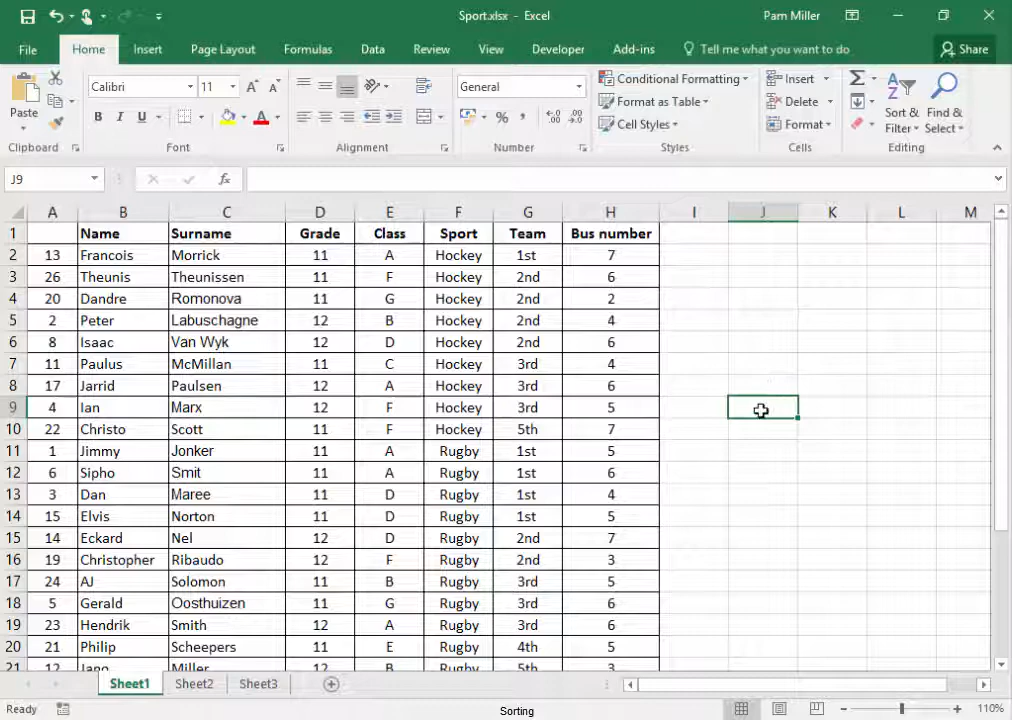 Sport.xlsx - Excel
Pam Miller
File Home Insert Page Layout Formulas Data Review View Developer Add-ins Tell me what you want to do Share
Paste
Calibri 11
B I U
A A
General
% ,
Conditional Formatting
Format as Table
Cell Styles
Insert
Delete
Format
Sort & Filter
Find & Select
Clipboard Font Alignment Number Styles Cells Editing
J9 fx
A B C D E F G H I J K L M
1 Name Surname Grade Class Sport Team Bus number
2 13 Francois Morrick 11 A Hockey 1st 7
3 26 Theunis Theunissen 11 F Hockey 2nd 6
4 20 Dandre Romonova 11 G Hockey 2nd 2
5 2 Peter Labuschagne 12 B Hockey 2nd 4
6 8 Isaac Van Wyk 12 D Hockey 2nd 6
7 11 Paulus McMillan 11 C Hockey 3rd 4
8 17 Jarrid Paulsen 12 A Hockey 3rd 6
9 4 Ian Marx 12 F Hockey 3rd 5
10 22 Christo Scott 11 F Hockey 5th 7
11 1 Jimmy Jonker 11 A Rugby 1st 5
12 6 Sipho Smit 11 A Rugby 1st 6
13 3 Dan Maree 11 D Rugby 1st 4
14 15 Elvis Norton 11 D Rugby 1st 5
15 14 Eckard Nel 12 D Rugby 2nd 7
16 19 Christopher Ribaudo 12 F Rugby 2nd 3
17 24 AJ Solomon 11 B Rugby 3rd 5
18 5 Gerald Oosthuizen 11 G Rugby 3rd 6
19 23 Hendrik Smith 12 A Rugby 3rd 6
20 21 Philip Scheepers 11 E Rugby 4th 5
21 12 Miller 12 B Rugby 5th 3
Sheet1 Sheet2 Sheet3
Ready
Sorting
110%